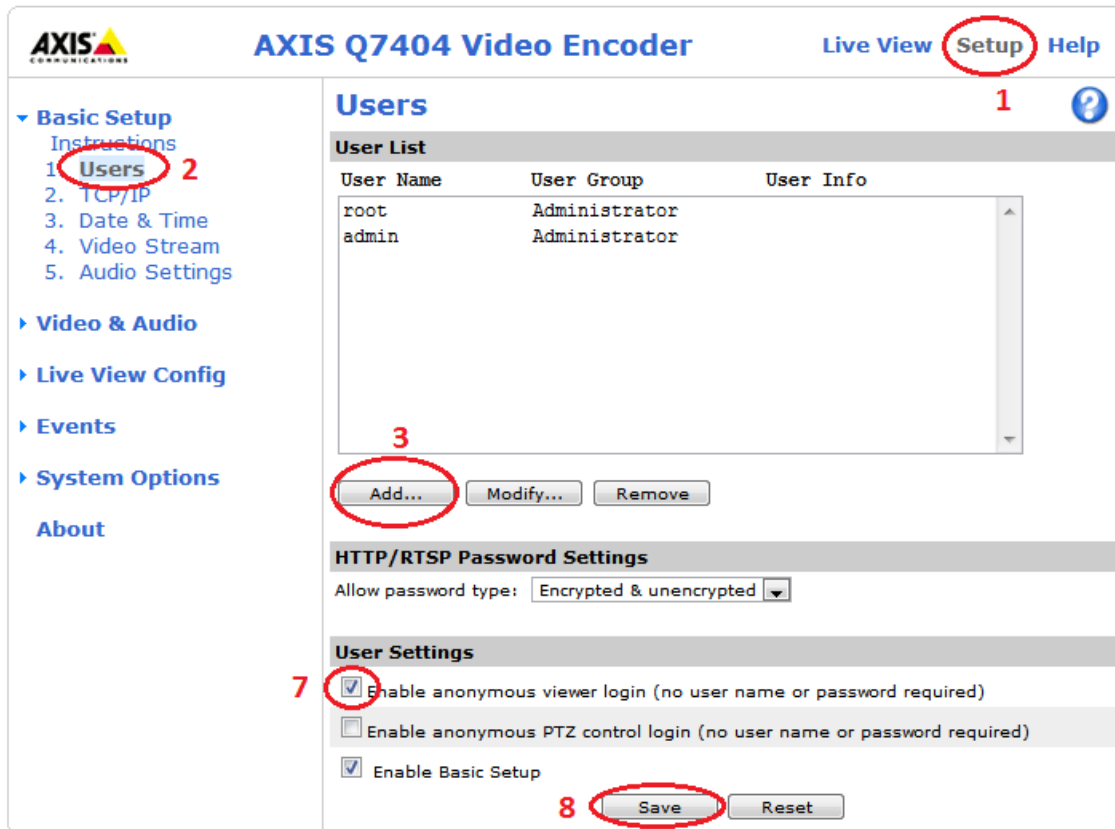 AXIS
COMMUNICATIONS
AXIS Q7404 Video Encoder
Live View Setup Help
1
Basic Setup
Instructions
1 Users 2
2. TCP/IP
3. Date & Time
4. Video Stream
5. Audio Settings
Video & Audio
Live View Config
Events
System Options
About
Users
User List
User Name User Group User Info
root Administrator
admin Administrator
3
Add... Modify... Remove
HTTP/RTSP Password Settings
Allow password type: Encrypted & unencrypted
User Settings
7 Enable anonymous viewer login (no user name or password required)
Enable anonymous PTZ control login (no user name or password required)
Enable Basic Setup
8 Save Reset